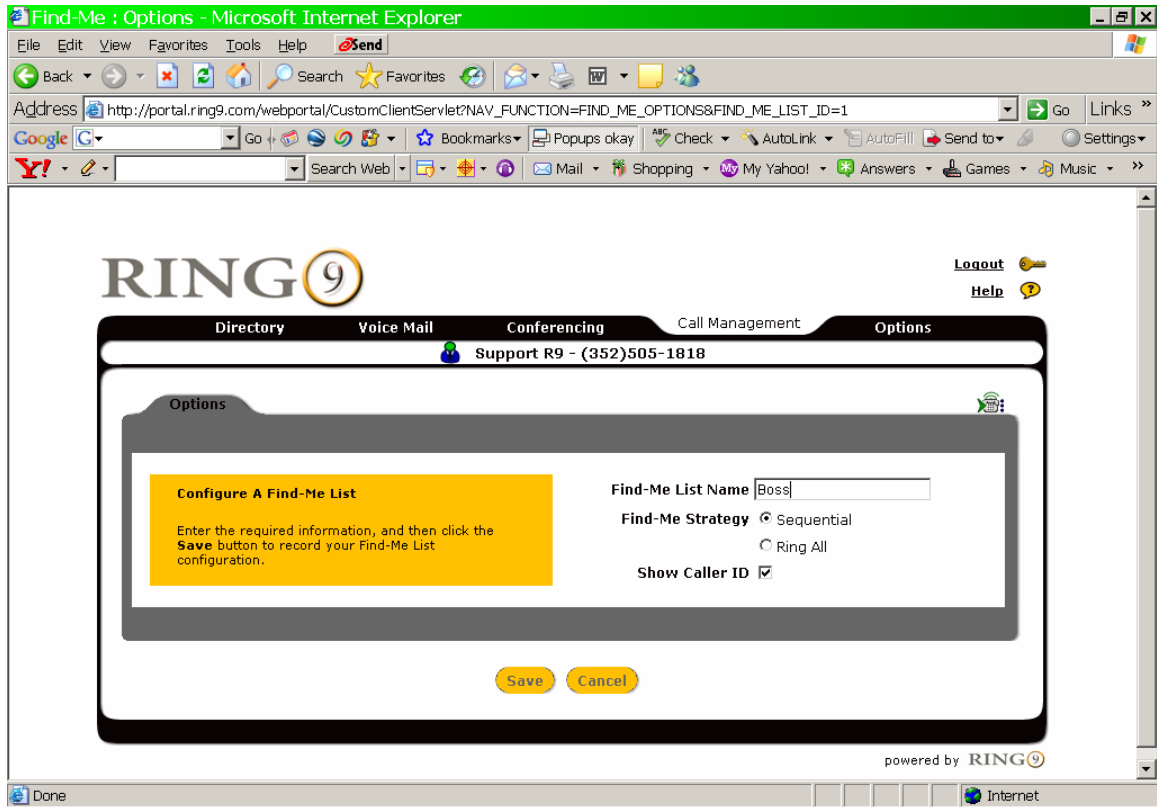 Find-Me : Options - Microsoft Internet Explorer
File Edit View Favorites Tools Help Send
Back Search Favorites
Address http://portal.ring9.com/webportal/CustomClientServlet?NAV_FUNCTION=FIND_ME_OPTIONS&FIND_ME_LIST_ID=1 Go Links »
Google G Go Bookmarks Popups okay ABC Check AutoLink AutoFill Send to Settings
Y! Search Web Mail Shopping My My Yahoo! Answers Games Music »
RING9
Logout
Help
Directory Voice Mail Conferencing Call Management Options
Support R9 - (352)505-1818
Options
Configure A Find-Me List
Enter the required information, and then click the
Save button to record your Find-Me List
configuration.
Find-Me List Name Boss
Find-Me Strategy Sequential
Ring All
Show Caller ID
Save Cancel
powered by RING9
Done Internet